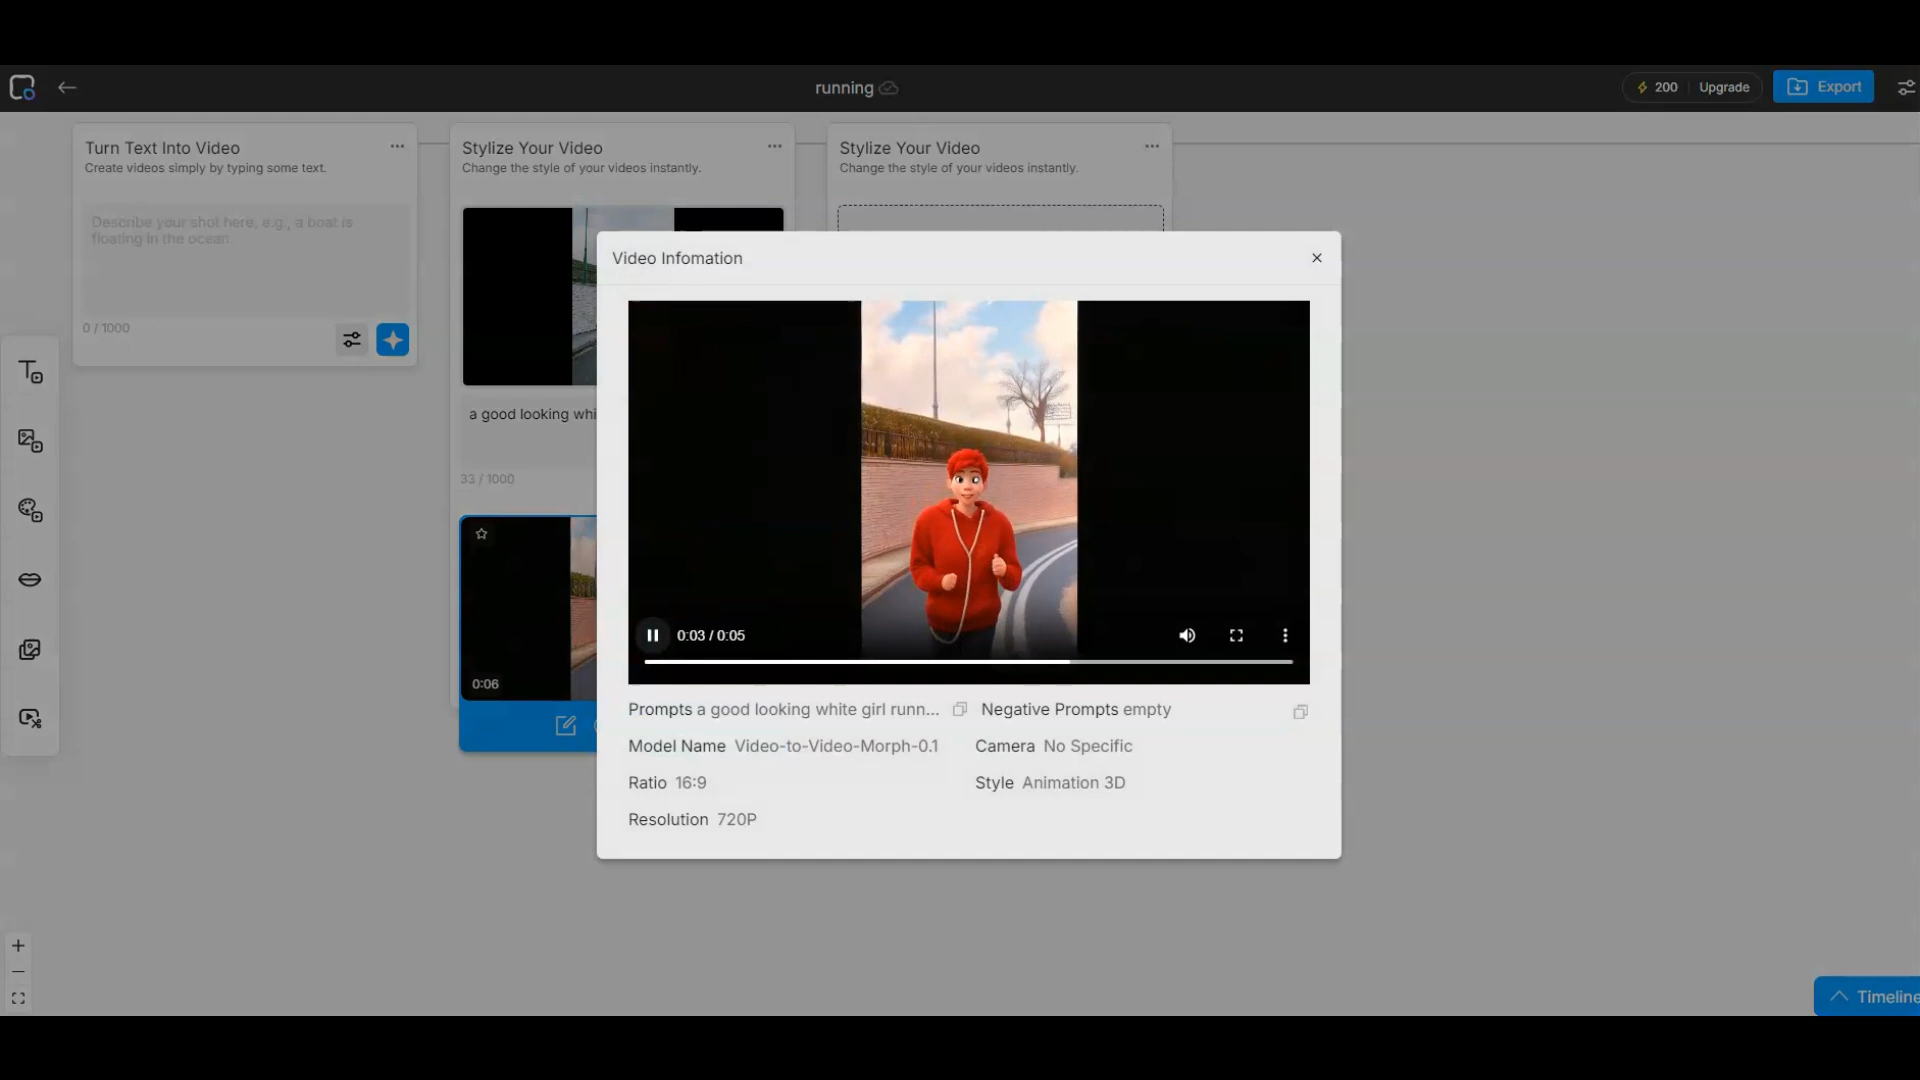 running
200
Upgrade
Export
Turn Text Into Video
Create videos simply by typing some text.
Describe your shot here, e.g., a boat is
floating in the ocean.
0 / 1000
Stylize Your Video
Change the style of your videos instantly.
a good looking whi
33 / 1000
0:06
Stylize Your Video
Change the style of your videos instantly.
Video Infomation
0:03 / 0:05
Prompts a good looking white girl runn...
Negative Prompts empty
Model Name Video-to-Video-Morph-0.1
Camera No Specific
Ratio 16:9
Style Animation 3D
Resolution 720P
Timeline